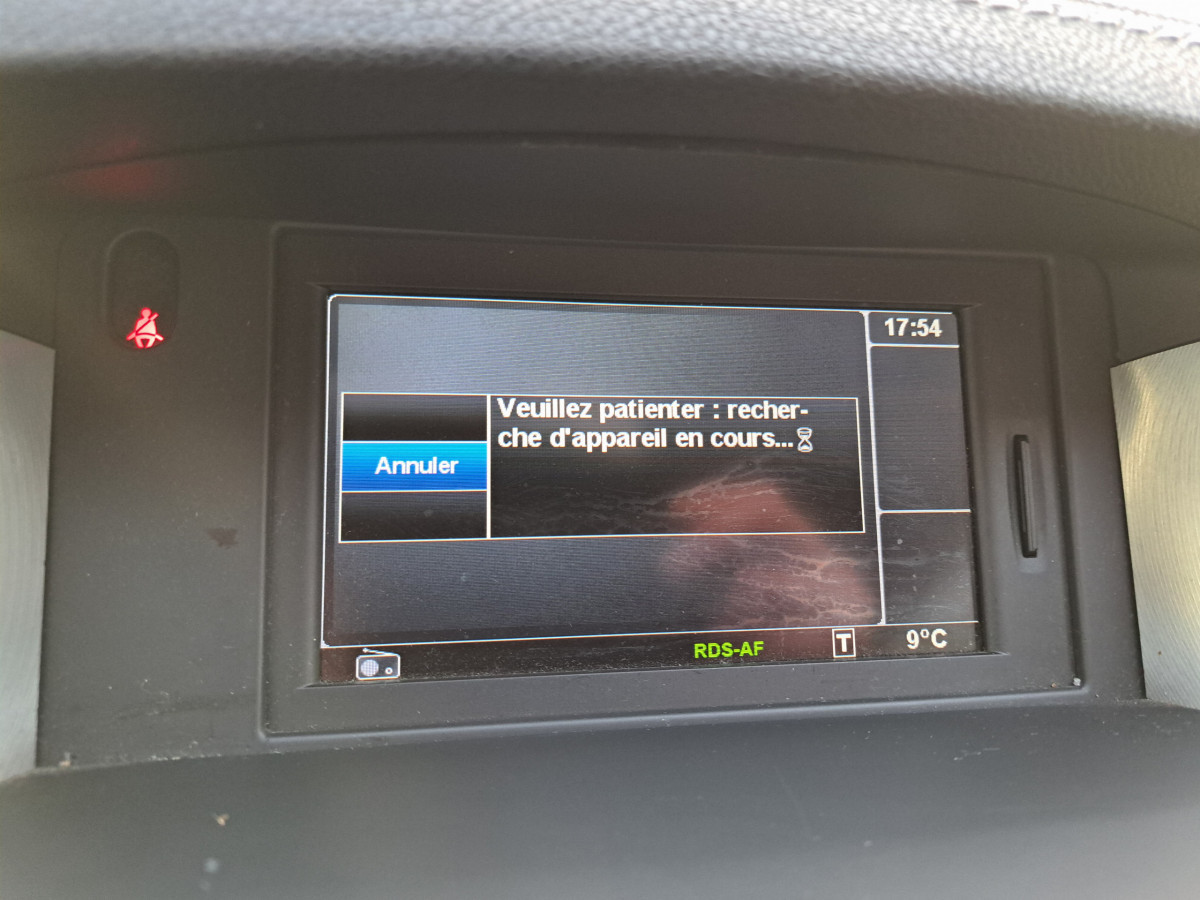 17:54
Veuillez patienter : recher-
che d'appareil en cours...
Annuler
RDS-AF
T
9°C